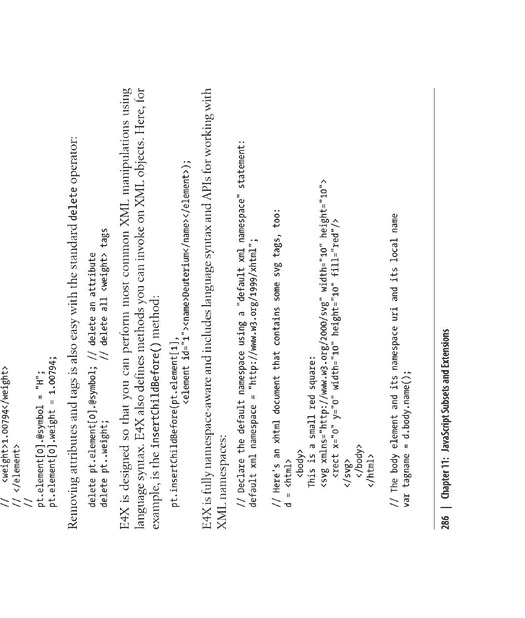 //   <weight>1.00794</weight>
// </element>
//
pt.element[0].@symbol = "H";
pt.element[0].weight = 1.00794;
Removing attributes and tags is also easy with the standard delete operator:
delete pt.element[0].@symbol; // delete an attribute
delete pt..weight;            // delete all <weight> tags
E4X is designed so that you can perform most common XML manipulations using
language syntax. E4X also defines methods you can invoke on XML objects. Here, for
example, is the insertChildBefore() method:
pt.insertChildBefore(pt.element[1],
                     <element id="1"><name>Deuterium</name></element>);
E4X is fully namespace-aware and includes language syntax and APIs for working with
XML namespaces:
// Declare the default namespace using a "default xml namespace" statement:
default xml namespace = "http://www.w3.org/1999/xhtml";
// Here's an xhtml document that contains some svg tags, too:
d = <html>
      <body>
        This is a small red square:
        <svg xmlns="http://www.w3.org/2000/svg" width="10" height="10">
          <rect x="0" y="0" width="10" height="10" fill="red"/>
        </svg>
      </body>
    </html>
// The body element and its namespace uri and its local name
var tagname = d.body.name();
286 | Chapter 11: JavaScript Subsets and Extensions